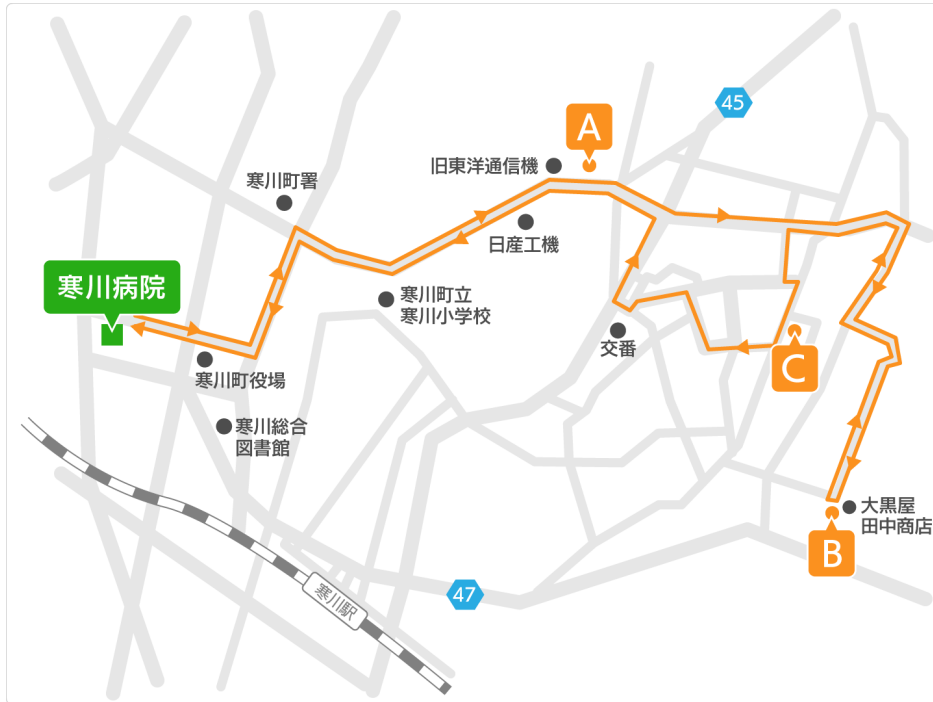 45
A
旧東洋通信機
寒川町署
日産工機
寒川病院
寒川町立
寒川小学校
交番
C
寒川町役場
寒川総合
図書館
大黒屋
田中商店
B
47
寒川駅